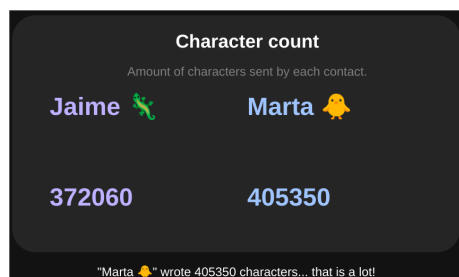 Character count
Amount of characters sent by each contact.
Jaime 🦎 Marta 🐥
372060 405350
"Marta 🐥" wrote 405350 characters... that is a lot!